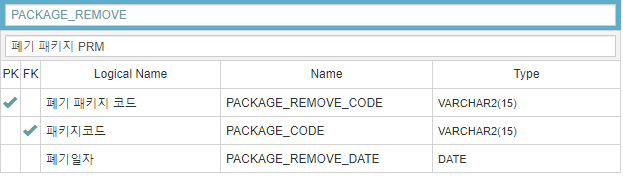 PACKAGE_REMOVE
폐기 패키지 PRM
PK FK Logical Name Name Type
폐기 패키지 코드 PACKAGE_REMOVE_CODE VARCHAR2(15)
패키지코드 PACKAGE_CODE VARCHAR2(15)
폐기일자 PACKAGE_REMOVE_DATE DATE